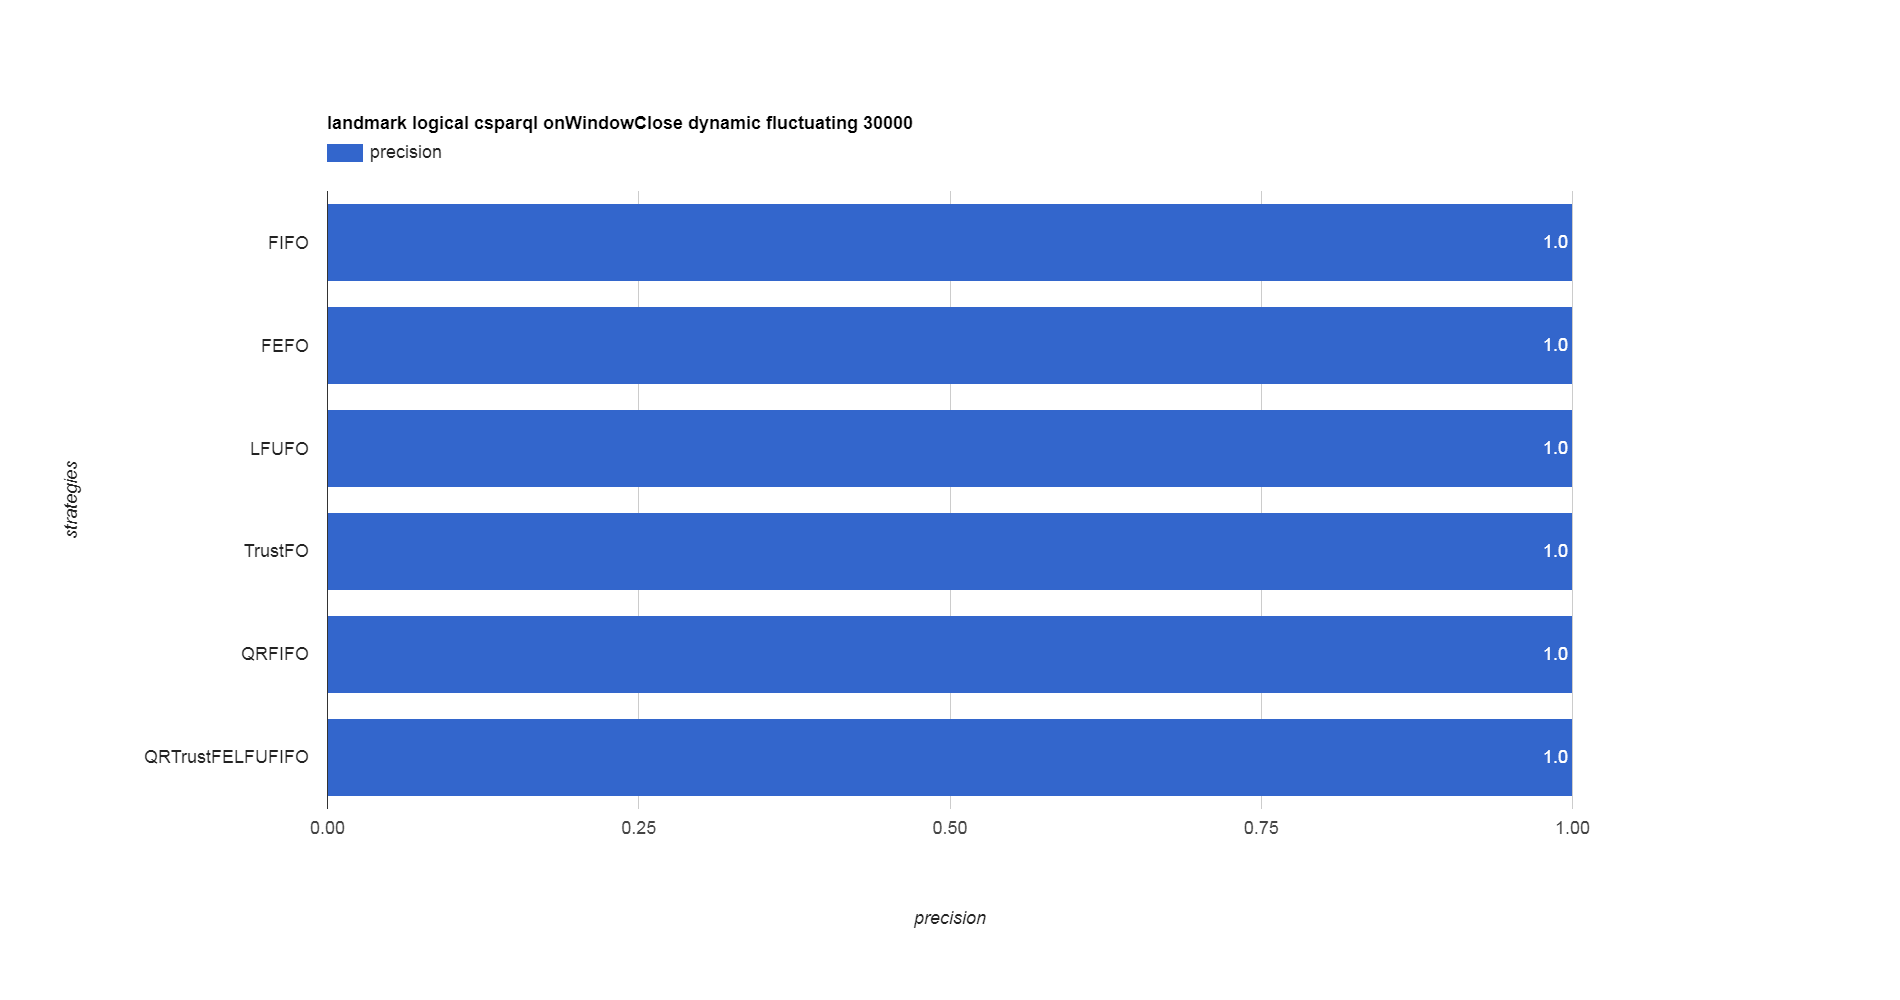 landmark logical csparql onWindowClose dynamic fluctuating 30000
precision
FIFO 1.0
FEFO 1.0
LFUFO 1.0
TrustFO 1.0
QRFIFO 1.0
QRTrustFELFUFIFO 1.0
strategies
0.00 0.25 0.50 0.75 1.00
precision